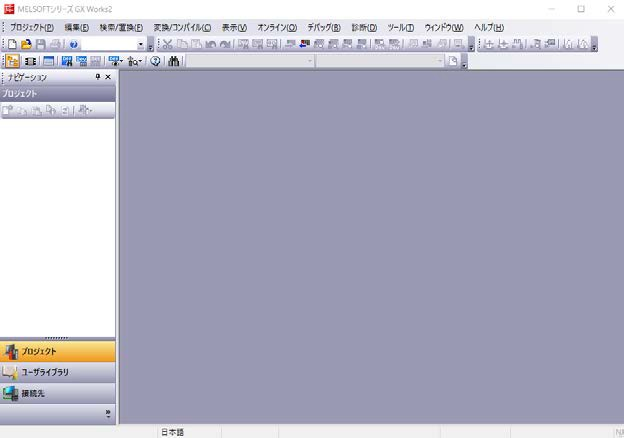 MELSOFTシリーズ GX Works2
プロジェクト(P) 編集(E) 検索/置換(F) 変換/コンパイル(C) 表示(V) オンライン(O) デバッグ(B) 診断(D) ツール(T) ウィンドウ(W) ヘルプ(H)
ナビゲーション
プロジェクト
プロジェクト
ユーザライブラリ
接続先
日本語